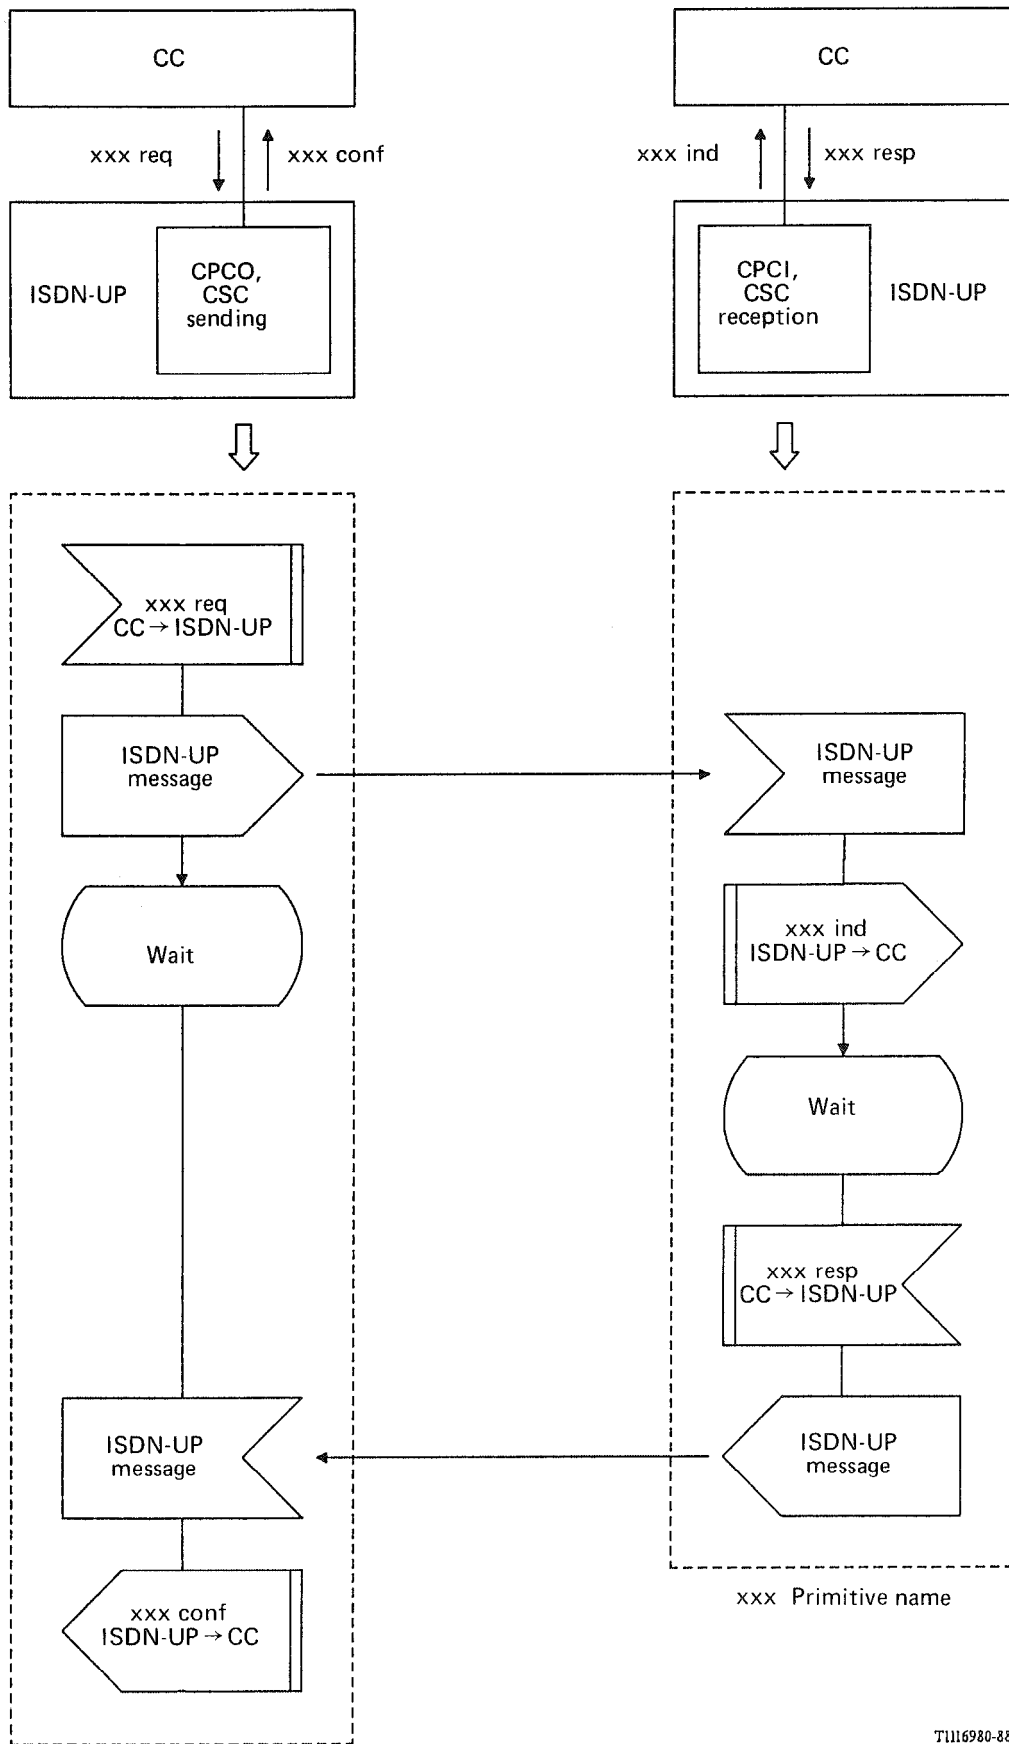 CC
CC
xxx req
xxx conf
xxx ind
xxx resp
ISDN-UP
CPCO,
CSC
sending
CPCI,
CSC
reception
ISDN-UP
xxx req
CC → ISDN-UP
ISDN-UP
message
ISDN-UP
message
Wait
xxx ind
ISDN-UP → CC
Wait
xxx resp
CC → ISDN-UP
ISDN-UP
message
ISDN-UP
message
xxx conf
ISDN-UP → CC
xxx Primitive name
T1116980-88